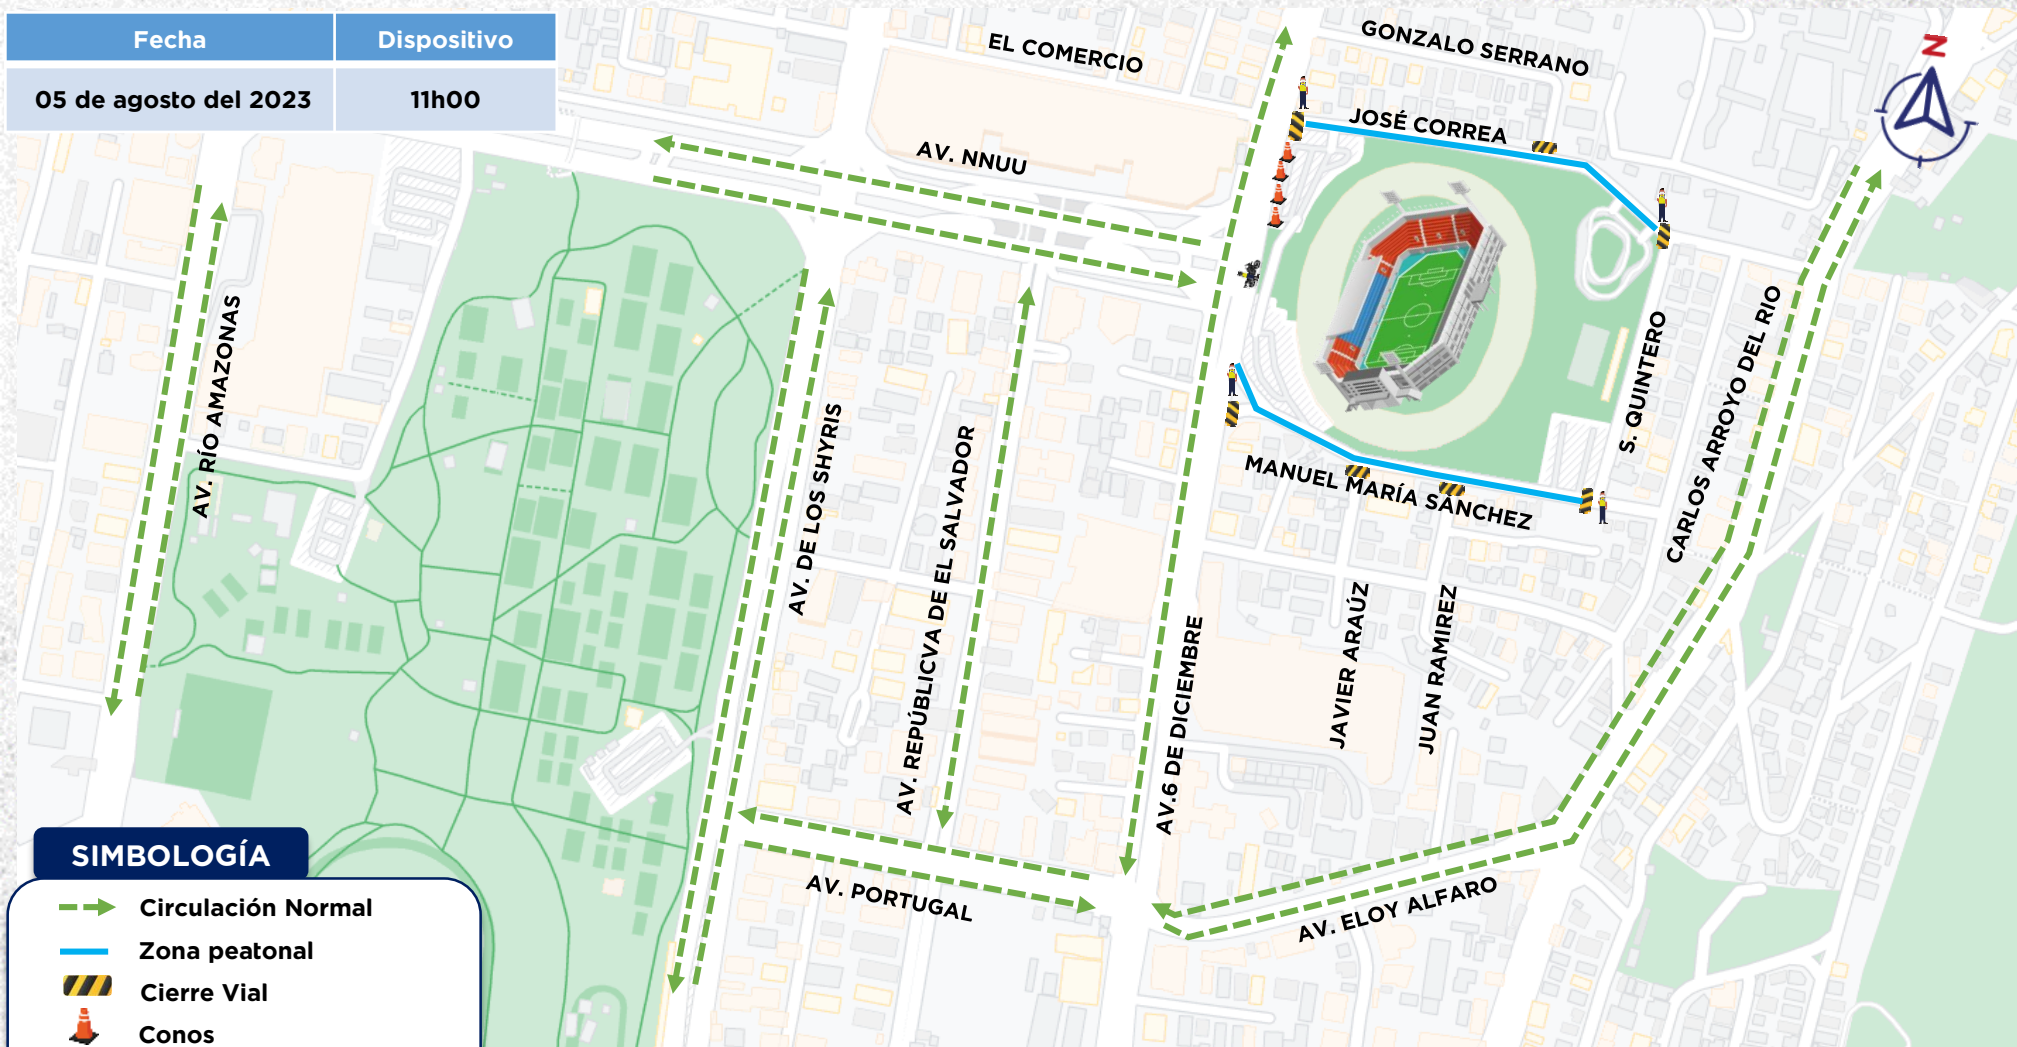 Fecha
Dispositivo
05 de agosto del 2023
11h00
EL COMERCIO
GONZALO SERRANO
N
JOSÉ CORREA
AV. NNUU
AV. RÍO AMAZONAS
AV. DE LOS SHYRIS
AV. REPÚBLICVA DE EL SALVADOR
S. QUINTERO
CARLOS ARROYO DEL RIO
MANUEL MARÍA SÁNCHEZ
JAVIER ARAÚZ
JUAN RAMIREZ
AV.6 DE DICIEMBRE
AV. PORTUGAL
AV. ELOY ALFARO
SIMBOLOGÍA
Circulación Normal
Zona peatonal
Cierre Vial
Conos